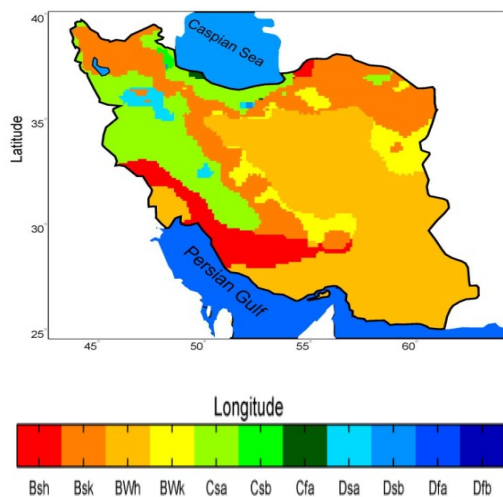 40
Caspian Sea
35
Latitude
30
Persian Gulf
25
45 50 55 60
Longitude
Bsh Bsk BWh BWk Csa Csb Cfa Dsa Dsb Dfa Dfb